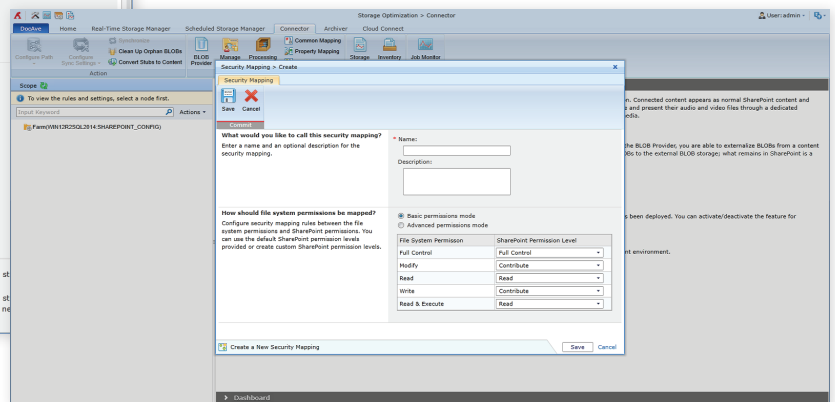 Storage Optimization > Connector
User: admin
DocAve Home Real-Time Storage Manager Scheduled Storage Manager Connector Archiver Cloud Connect
Configure Path
Configure Sync Settings
Synchronize
Clean Up Orphan BLOBs
Convert Stubs to Content
BLOB Provider
Manage
Processing
Common Mapping
Property Mapping
Storage
Inventory
Job Monitor
Action
Scope
To view the rules and settings, select a node first.
Input Keyword
Actions
Farm(WIN12R2SQL2014:SHAREPOINT_CONFIG)
Security Mapping > Create
Security Mapping
Save Cancel
Commit
What would you like to call this security mapping?
Enter a name and an optional description for the
security mapping.
* Name:
Description:
How should file system permissions be mapped?
Configure security mapping rules between the file
system permissions and SharePoint permissions. You
can use the default SharePoint permission levels
provided or create custom SharePoint permission levels.
Basic permissions mode
Advanced permissions mode
File System Permisson SharePoint Permission Level
Full Control Full Control
Modify Contribute
Read Read
Write Contribute
Read & Execute Read
Create a New Security Mapping
Save Cancel
n. Connected content appears as normal SharePoint content and
e and present their audio and video files through a dedicated
edia.
the BLOB Provider, you are able to externalize BLOBs from a content
OBs to the external BLOB storage; what remains in SharePoint is a
s been deployed. You can activate/deactivate the feature for
nt environment.
st
st
ne
> Dashboard